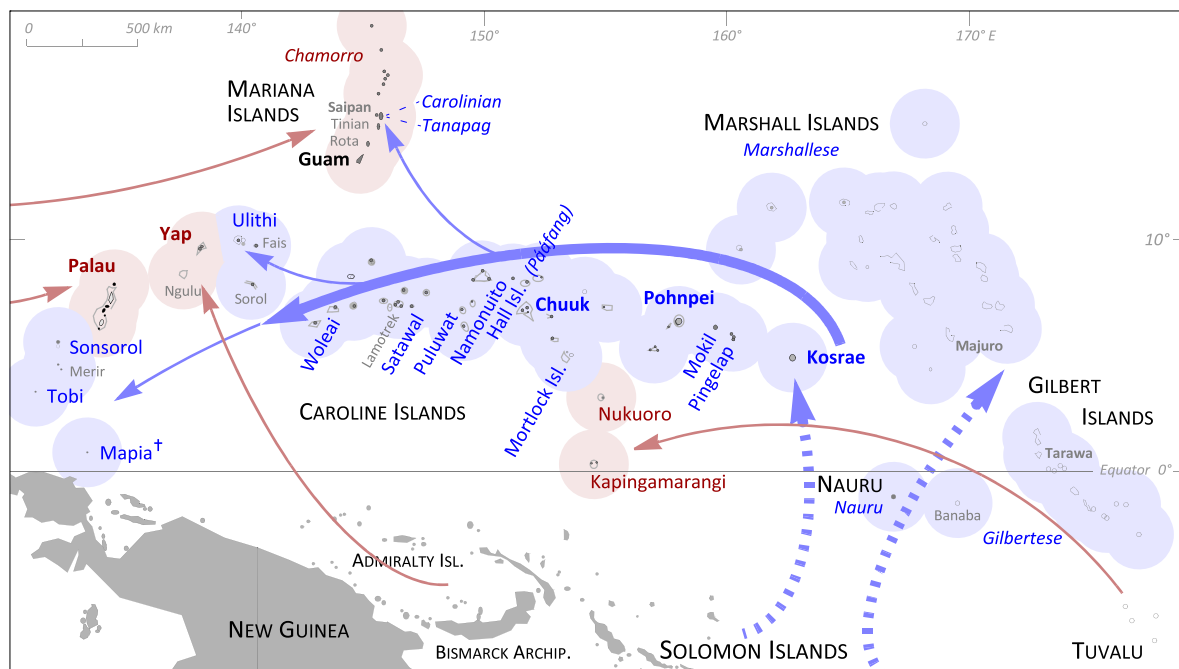 0
500 km
140°
150°
160°
170° E
Chamorro
MARIANA
ISLANDS
Saipan
Tinian
Rota
Guam
Carolinian
Tanapag
MARSHALL ISLANDS
Marshallese
Ulithi
Fais
Yap
Palau
Ngulu
Sorol
(Pááfang)
10°
Sonsorol
Merir
Tobi
Mapia†
Woleai
Lamotrek
Satawal
Puluwat
Namonuito
Hall Isl.
Chuuk
Mortlock Isl.
Pohnpei
Mokil
Pingelap
Kosrae
Majuro
CAROLINE ISLANDS
Nukuoro
Kapingamarangi
GILBERT
ISLANDS
Tarawa
Equator
0°
NAURU
Nauru
Banaba
Gilbertese
ADMIRALTY ISL.
NEW GUINEA
BISMARCK ARCHIP.
SOLOMON ISLANDS
TUVALU